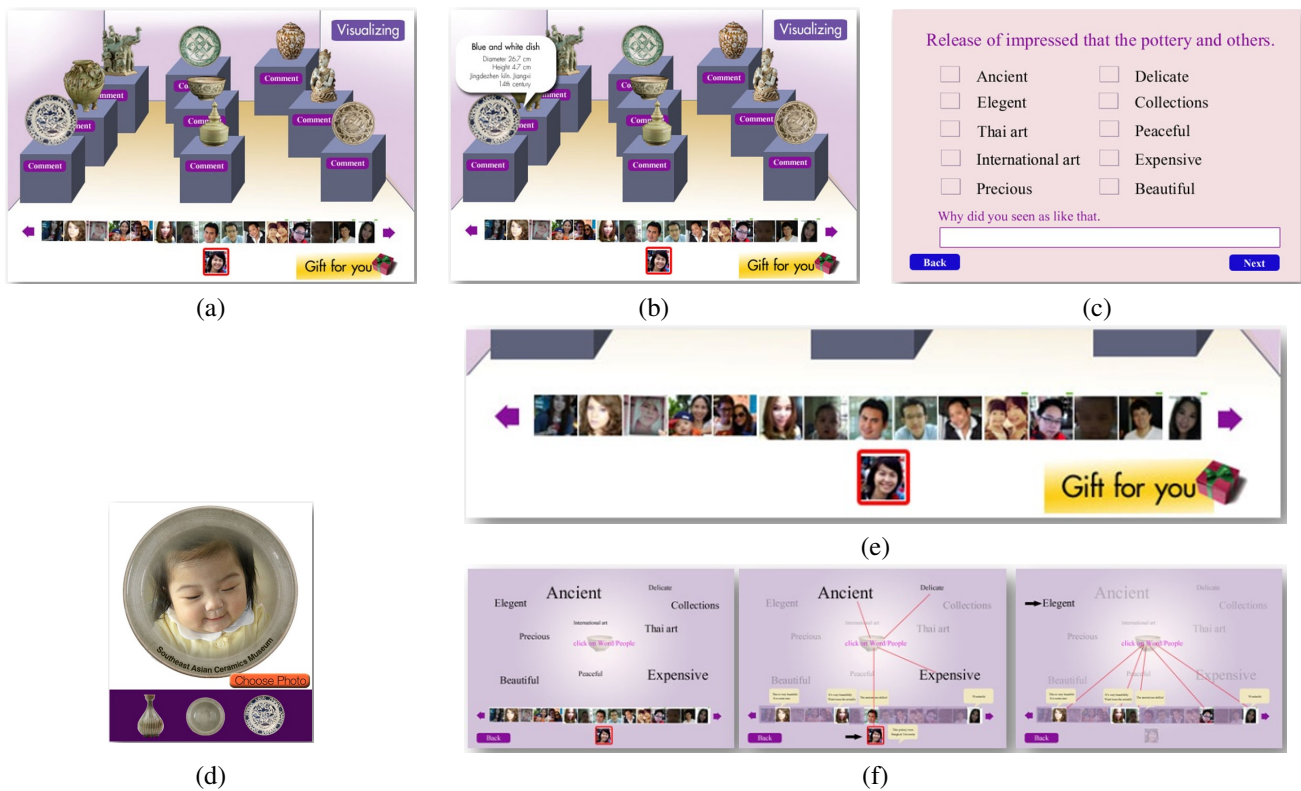 Visualizing
Comment
Comment
Comment
Comment
Comment
Comment
Gift for you
(a)
Visualizing
Blue and white dish
Diameter 26.7 cm
Height 4.7 cm
Jingdezhen kiln, Jiangxi
14th century
Comment
Comment
Comment
Comment
Comment
Gift for you
(b)
Release of impressed that the pottery and others.
Ancient
Delicate
Elegent
Collections
Thai art
Peaceful
International art
Expensive
Precious
Beautiful
Why did you seen as like that.
Back
Next
(c)
Gift for you
(e)
Southeast Asian Ceramics Museum
Choose Photo
(d)
Ancient
Delicate
Elegent
Collections
International art
Thai art
Precious
click on Word/People
Peaceful
Expensive
Beautiful
Back
Ancient
Delicate
Elegent
Collections
International art
Thai art
Precious
click on Word/People
Peaceful
Expensive
Beautiful
Back
Ancient
Delicate
Elegent
Collections
International art
Thai art
Precious
click on Word/People
Peaceful
Expensive
Beautiful
Back
(f)